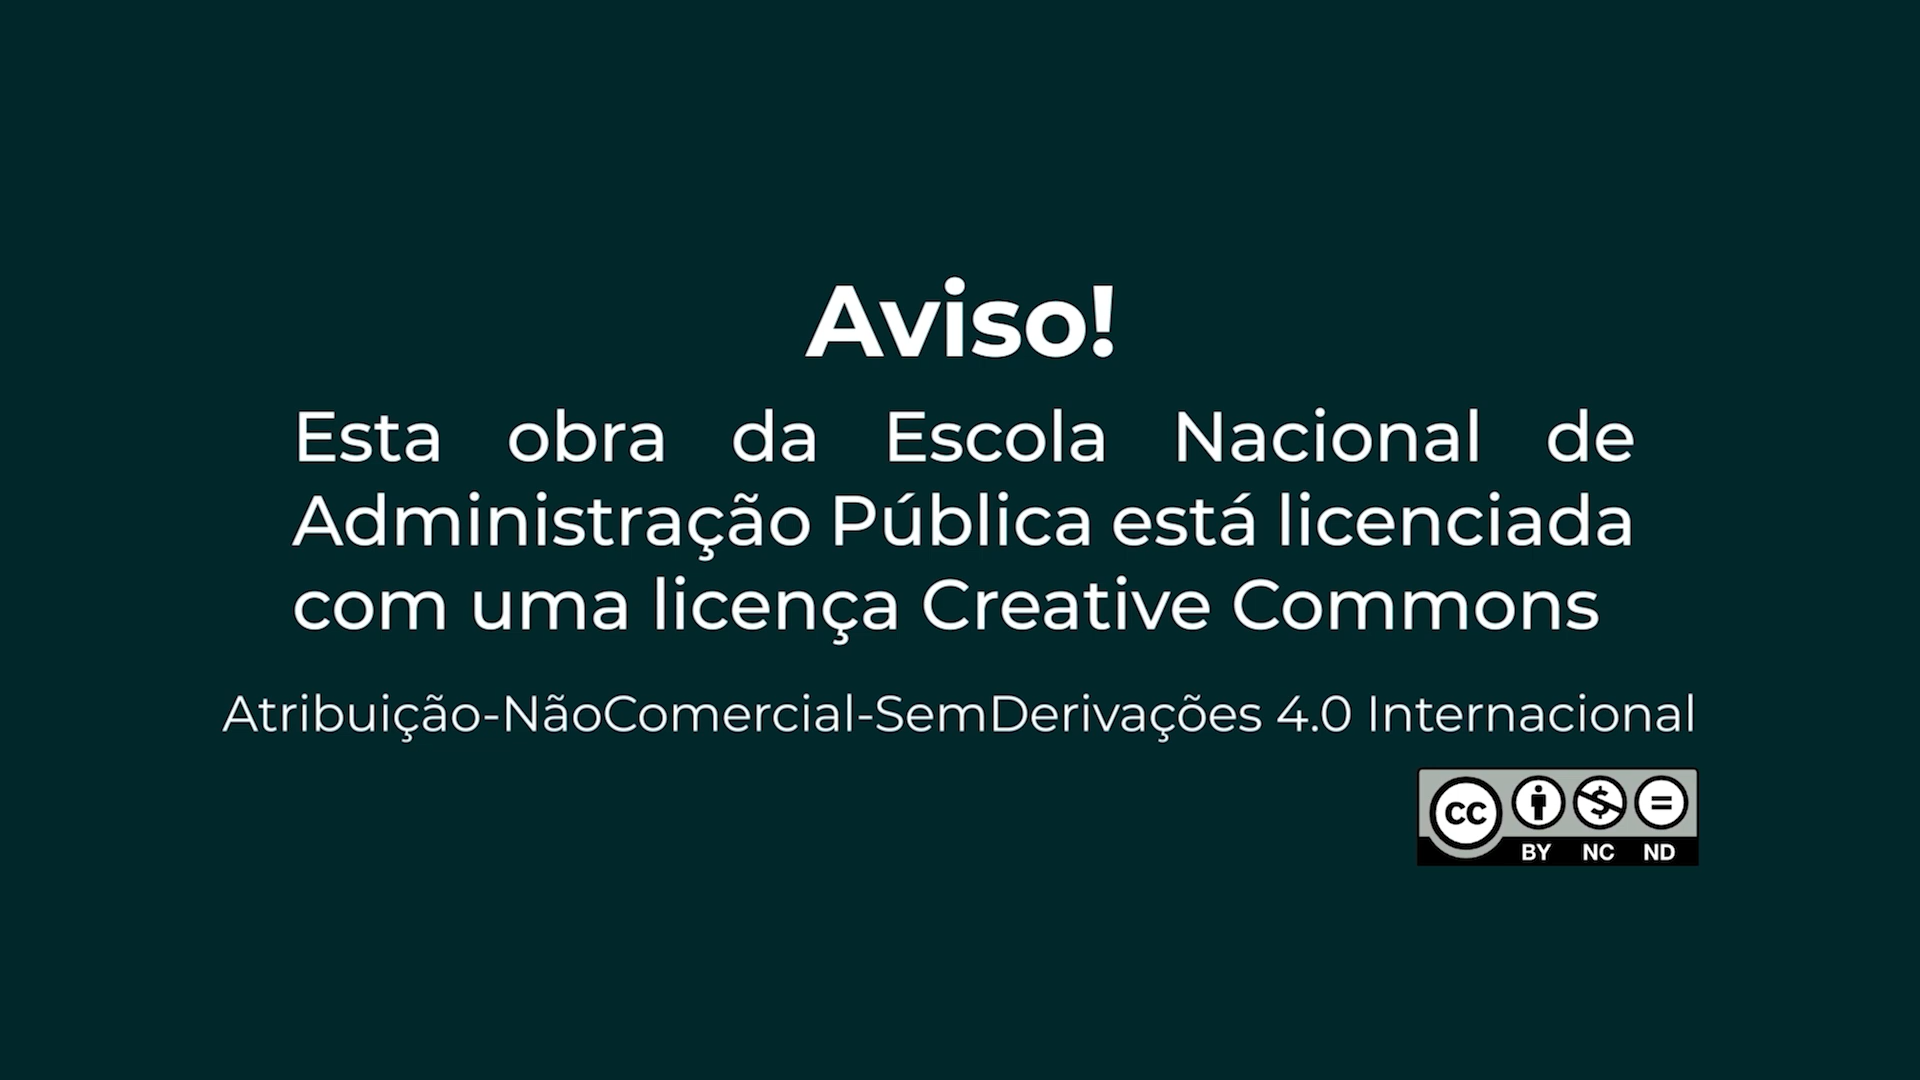 Aviso!
Esta obra da Escola Nacional de
Administração Pública está licenciada
com uma licença Creative Commons
Atribuição-NãoComercial-SemDerivações 4.0 Internacional
cc
BY NC ND